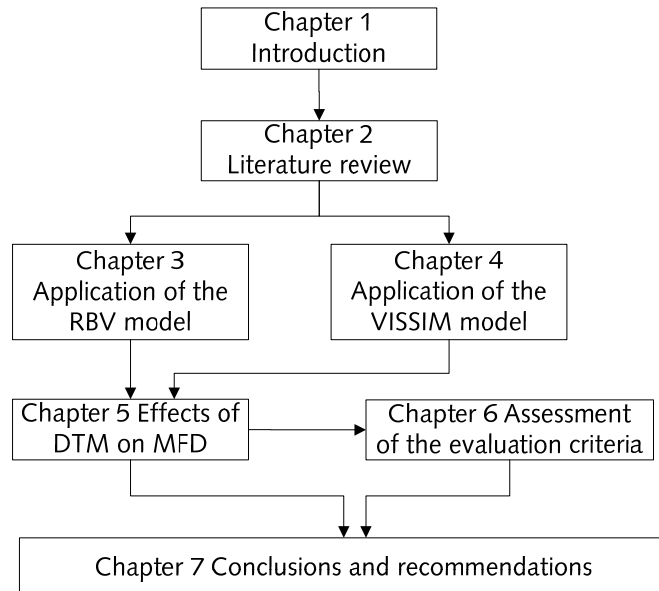 Chapter 1
Introduction
Chapter 2
Literature review
Chapter 3
Application of the
RBV model
Chapter 4
Application of the
VISSIM model
Chapter 5 Effects of
DTM on MFD
Chapter 6 Assessment
of the evaluation criteria
Chapter 7 Conclusions and recommendations